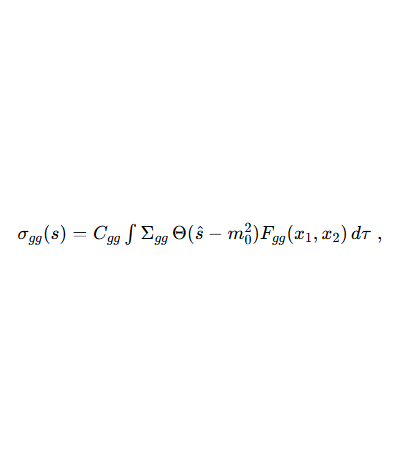 σ_{gg}(s) = C_{gg} ∫ Σ_{gg} Θ(ŝ − m_0^2)F_{gg}(x_1, x_2) dτ ,